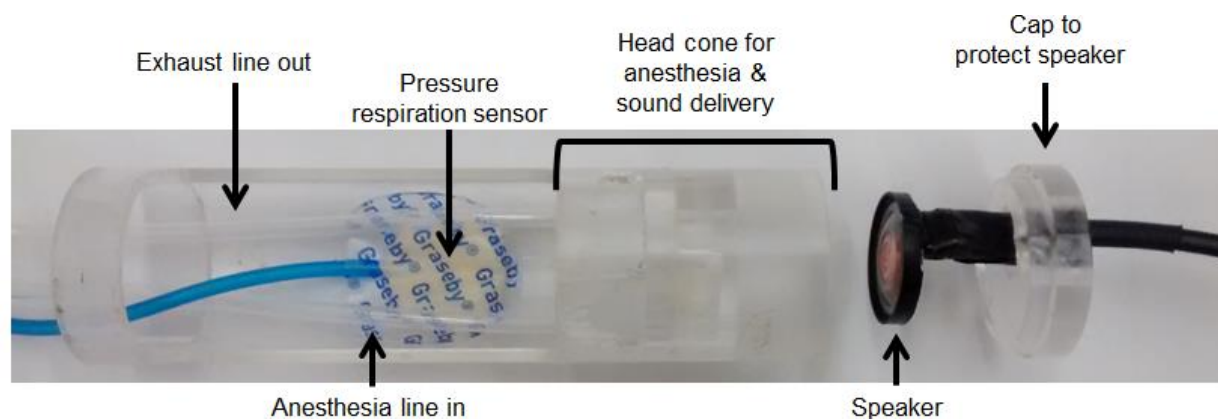 Exhaust line out
Pressure
respiration sensor
Head cone for
anesthesia &
sound delivery
Cap to
protect speaker
Graseby®
Graseby®
Graseby®
Anesthesia line in
Speaker